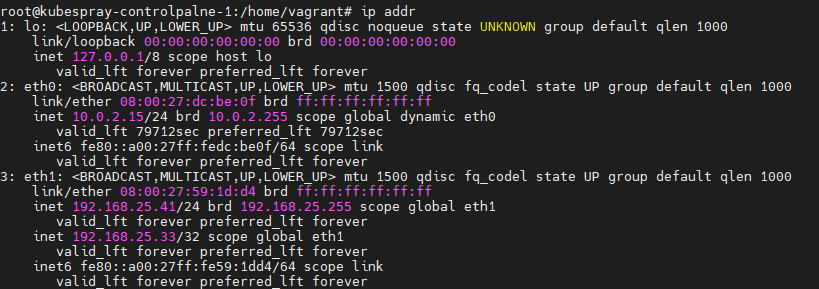 root@kubespray-controlpalne-1:/home/vagrant# ip addr
1: lo: <LOOPBACK,UP,LOWER_UP> mtu 65536 qdisc noqueue state UNKNOWN group default qlen 1000
    link/loopback 00:00:00:00:00:00 brd 00:00:00:00:00:00
    inet 127.0.0.1/8 scope host lo
       valid_lft forever preferred_lft forever
2: eth0: <BROADCAST,MULTICAST,UP,LOWER_UP> mtu 1500 qdisc fq_codel state UP group default qlen 1000
    link/ether 08:00:27:dc:be:0f brd ff:ff:ff:ff:ff:ff
    inet 10.0.2.15/24 brd 10.0.2.255 scope global dynamic eth0
       valid_lft 79712sec preferred_lft 79712sec
    inet6 fe80::a00:27ff:fedc:be0f/64 scope link
       valid_lft forever preferred_lft forever
3: eth1: <BROADCAST,MULTICAST,UP,LOWER_UP> mtu 1500 qdisc fq_codel state UP group default qlen 1000
    link/ether 08:00:27:59:1d:d4 brd ff:ff:ff:ff:ff:ff
    inet 192.168.25.41/24 brd 192.168.25.255 scope global eth1
       valid_lft forever preferred_lft forever
    inet 192.168.25.33/32 scope global eth1
       valid_lft forever preferred_lft forever
    inet6 fe80::a00:27ff:fe59:1dd4/64 scope link
       valid_lft forever preferred_lft forever